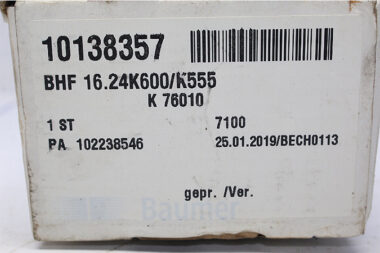 10138357
BHF 16.24K600/K555
K 76010
1 ST 7100
PA 102238546 25.01.2019/BECH0113
gepr. /Ver.
Baumer